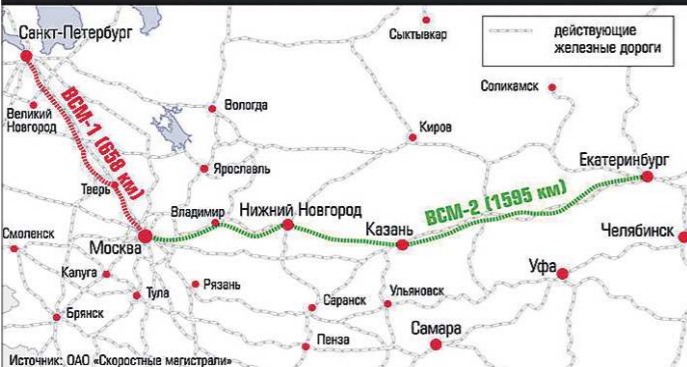 Санкт-Петербург
Сыктывкар
действующие
железные дороги
Великий
Новгород
ВСМ-1 (658 км)
Вологда
Соликамск
Киров
Тверь
Ярославль
Екатеринбург
ВСМ-2 (1595 км)
Владимир
Нижний Новгород
Казань
Смоленск
Москва
Челябинск
Калуга
Рязань
Уфа
Тула
Саранск
Ульяновск
Брянск
Пенза
Самара
Источник: ОАО «Скоростные магистрали»